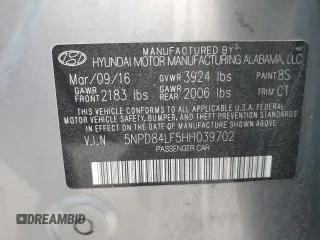 MANUFACTURED BY
HYUNDAI MOTOR MANUFACTURING ALABAMA, LLC
Mar/09/16 GVWR 3924 lbs PAINT 8S
GAWR FRONT 2183 lbs GAWR REAR 2006 lbs TRIM CT
THIS VEHICLE CONFORMS TO ALL APPLICABLE U.S. FEDERAL
MOTOR VEHICLE SAFETY, BUMPER, AND THEFT PREVENTION
STANDARDS IN EFFECT ON THE DATE OF
MANUFACTURE SHOWN ABOVE.
V.I.N 5NPD84LF5HH039702
PASSENGER CAR
DREAMBID